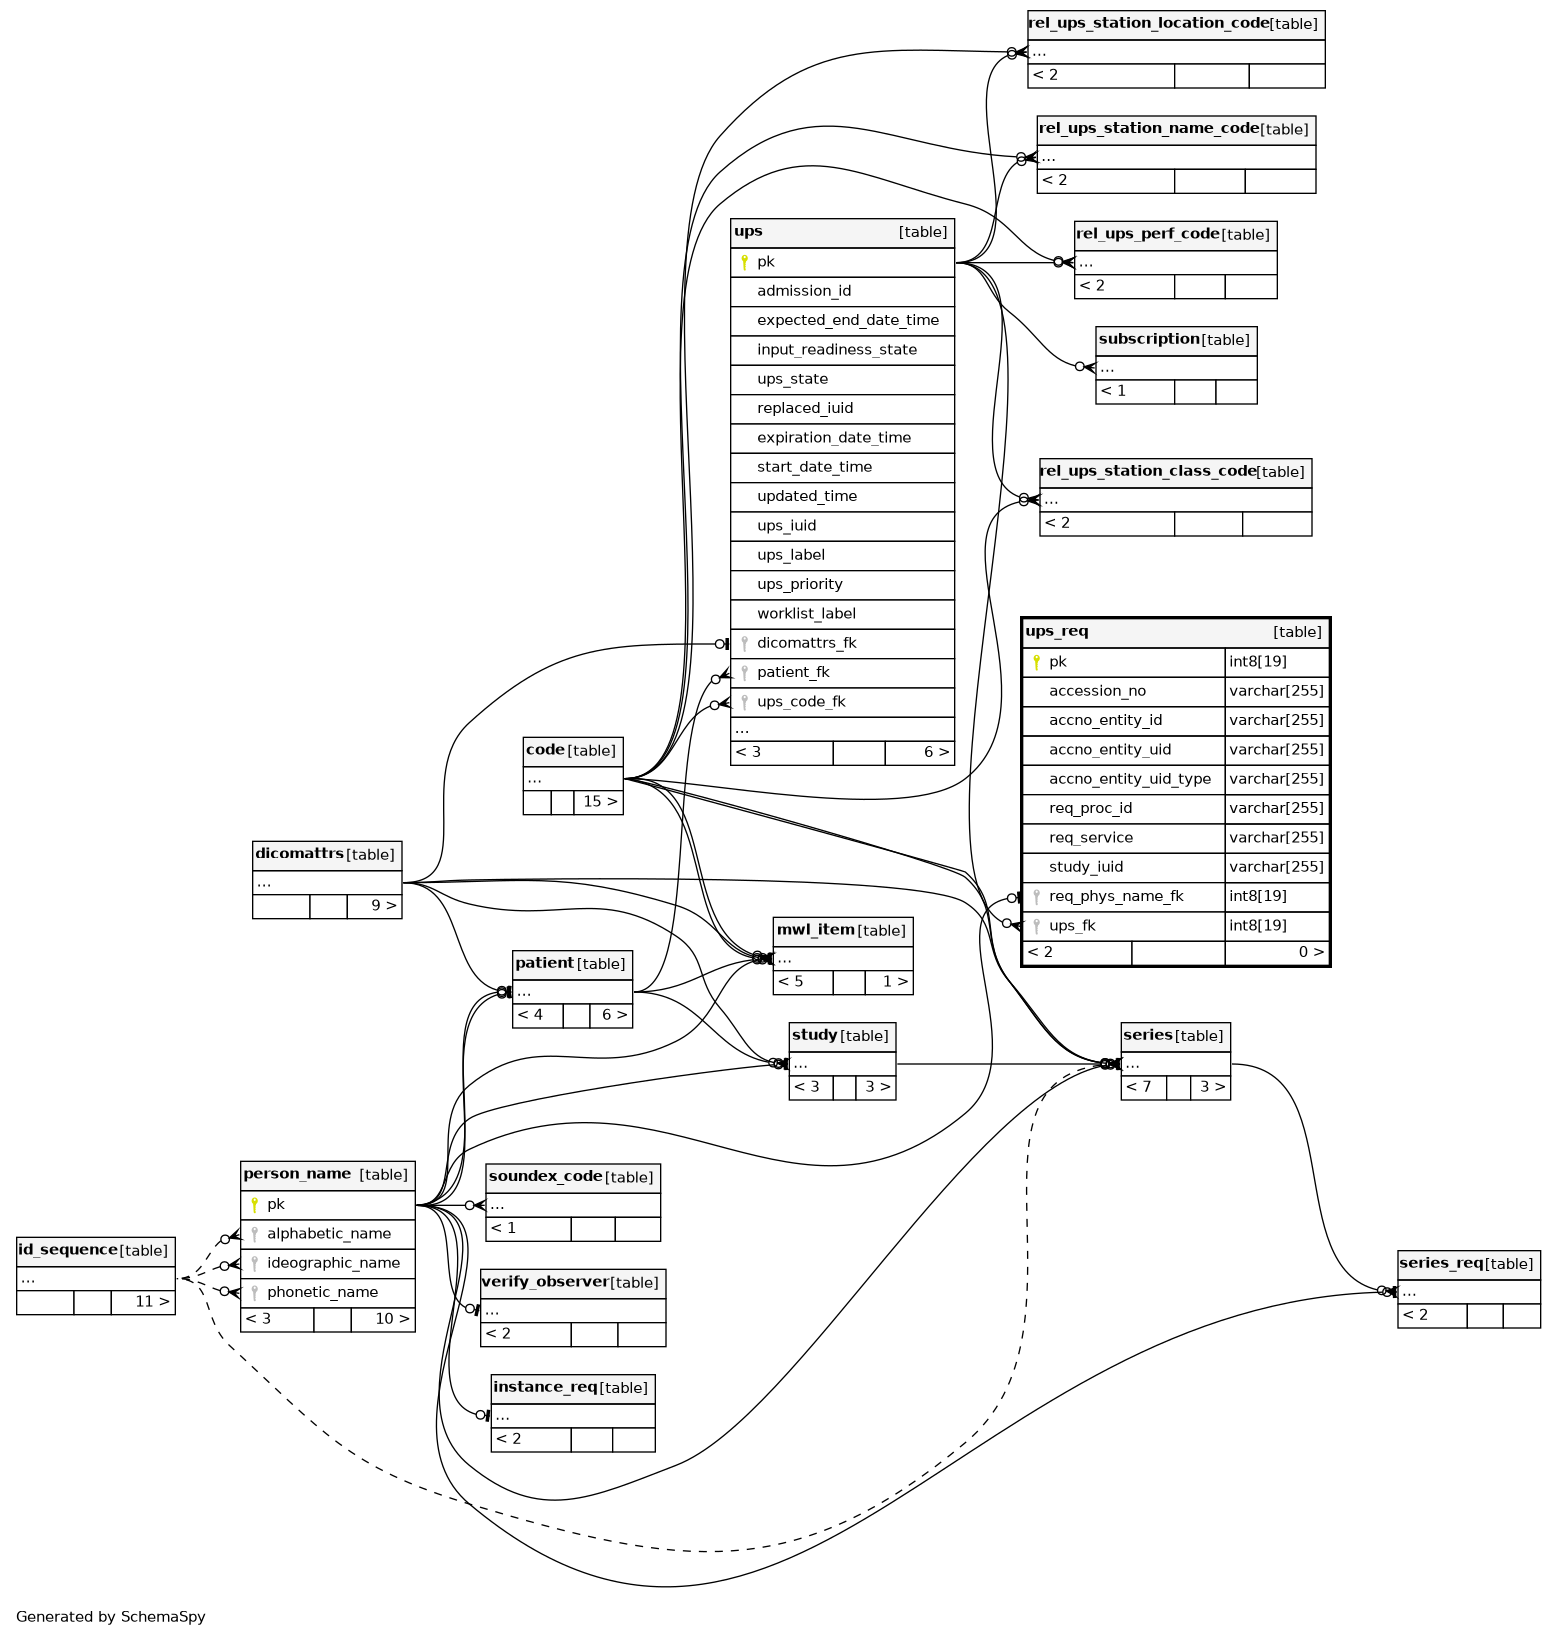 rel_ups_station_location_code [table]
...
< 2
rel_ups_station_name_code [table]
...
< 2
rel_ups_perf_code [table]
...
< 2
subscription [table]
...
< 1
rel_ups_station_class_code [table]
...
< 2
ups [table]
pk
admission_id
expected_end_date_time
input_readiness_state
ups_state
replaced_iuid
expiration_date_time
start_date_time
updated_time
ups_iuid
ups_label
ups_priority
worklist_label
dicomattrs_fk
patient_fk
ups_code_fk
...
< 3 6 >
ups_req [table]
pk int8[19]
accession_no varchar[255]
accno_entity_id varchar[255]
accno_entity_uid varchar[255]
accno_entity_uid_type varchar[255]
req_proc_id varchar[255]
req_service varchar[255]
study_iuid varchar[255]
req_phys_name_fk int8[19]
ups_fk int8[19]
< 2 0 >
code [table]
...
15 >
dicomattrs [table]
...
9 >
mwl_item [table]
...
< 5 1 >
patient [table]
...
< 4 6 >
study [table]
...
< 3 3 >
series [table]
...
< 7 3 >
person_name [table]
pk
alphabetic_name
ideographic_name
phonetic_name
< 3 10 >
soundex_code [table]
...
< 1
id_sequence [table]
...
11 >
verify_observer [table]
...
< 2
series_req [table]
...
< 2
instance_req [table]
...
< 2
Generated by SchemaSpy